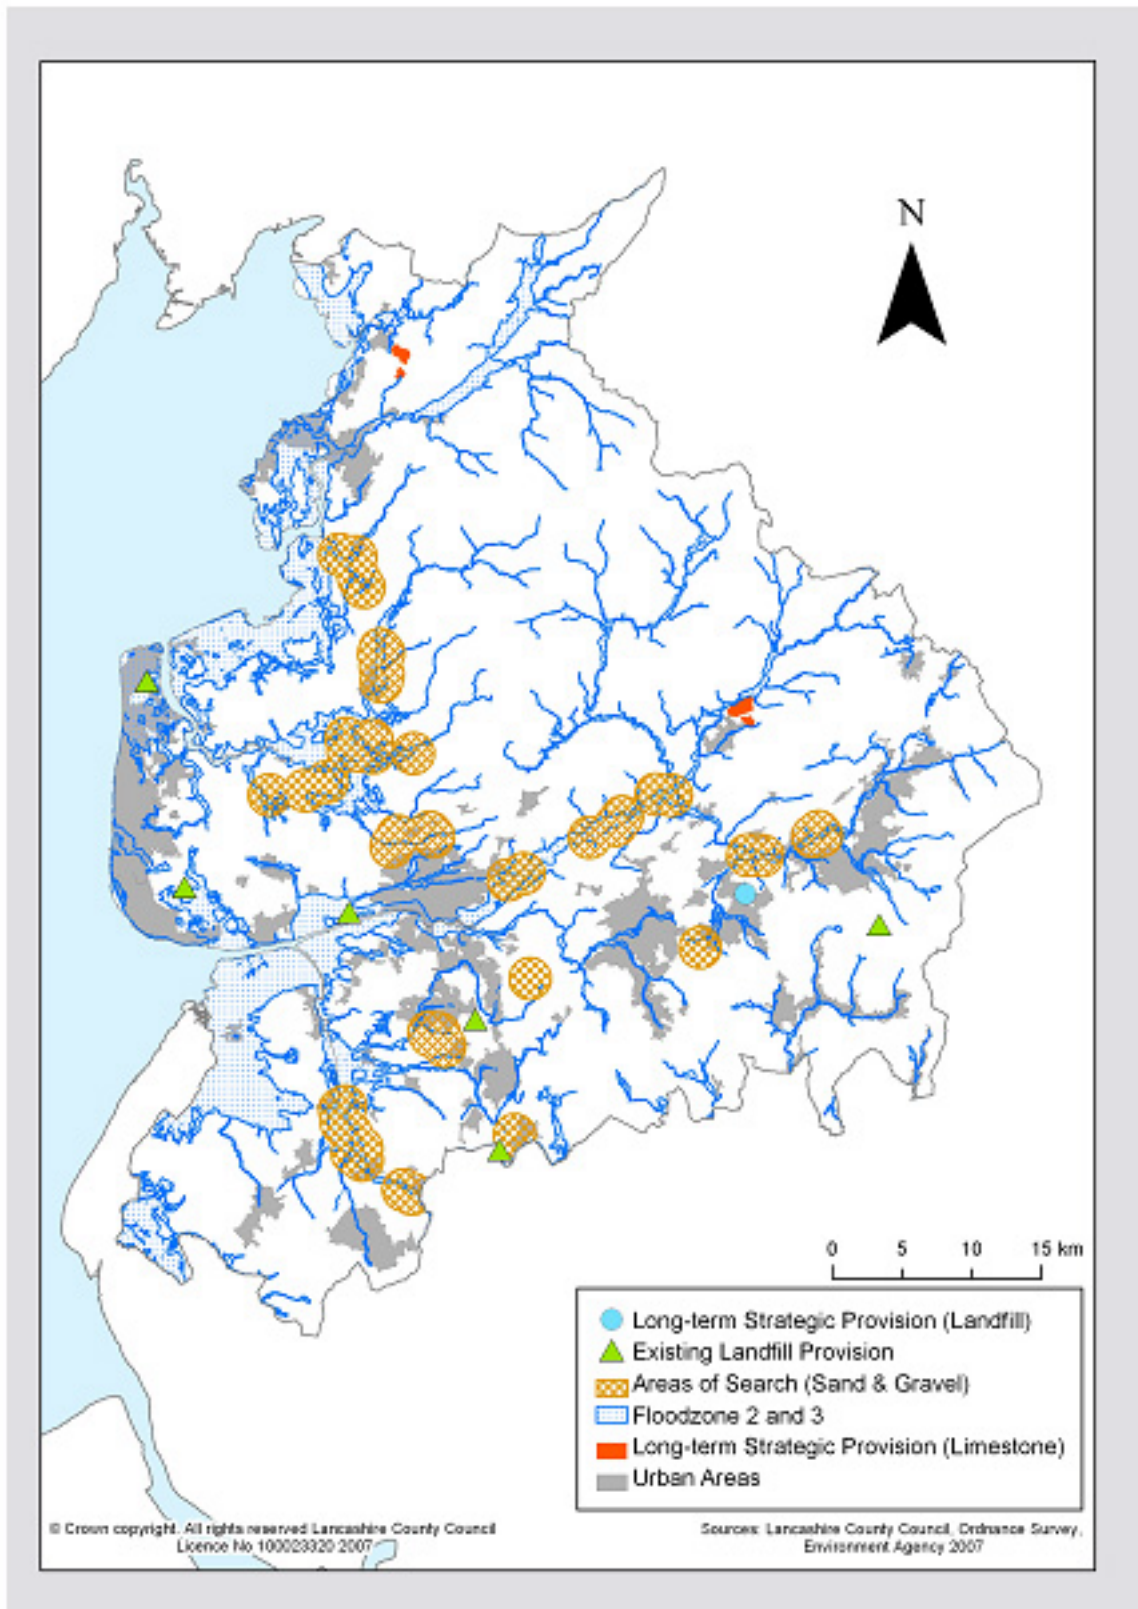 N
0 5 10 15 km
Long-term Strategic Provision (Landfill)
Existing Landfill Provision
Areas of Search (Sand & Gravel)
Floodzone 2 and 3
Long-term Strategic Provision (Limestone)
Urban Areas
© Crown copyright. All rights reserved Lancashire County Council
Licence No 100023320 2007
Sources: Lancashire County Council, Ordnance Survey,
Environment Agency 2007